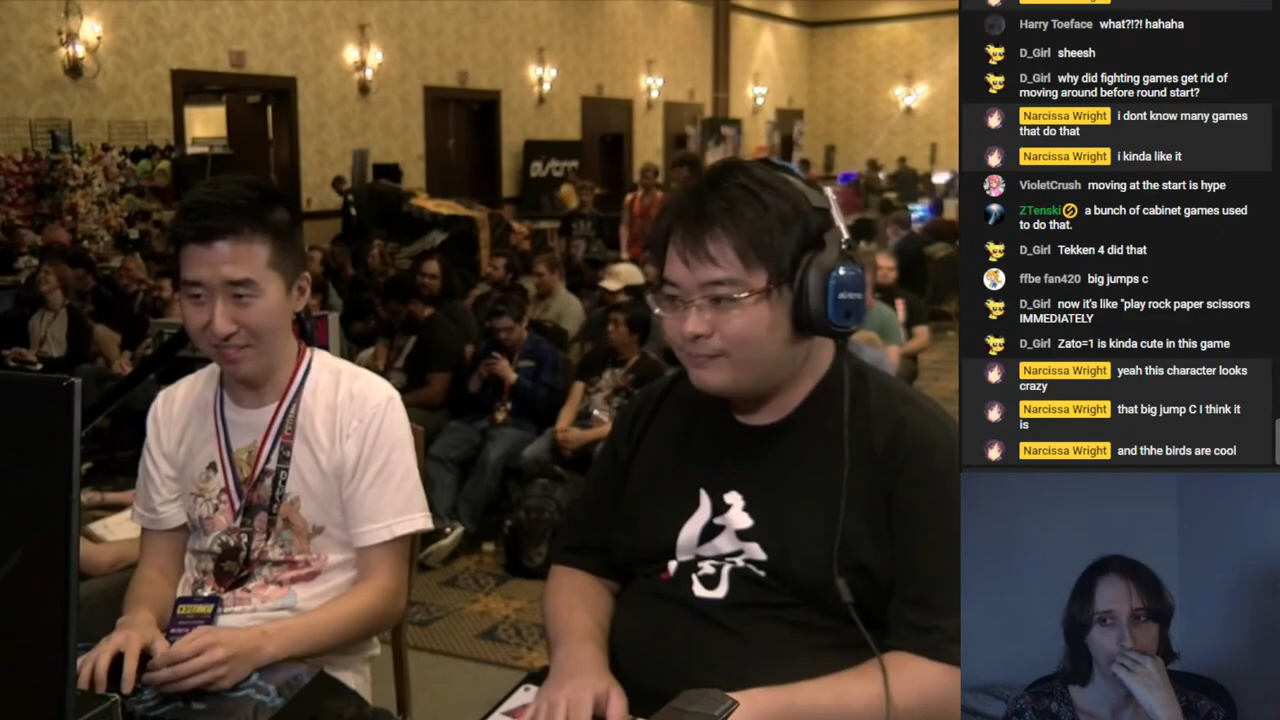 Harry Toeface what?!?! hahaha
D_Girl sheesh
D_Girl why did fighting games get rid of
moving around before round start?
Narcissa Wright i dont know many games
that do that
Narcissa Wright i kinda like it
VioletCrush moving at the start is hype
ZTenski a bunch of cabinet games used
to do that.
D_Girl Tekken 4 did that
ffbe fan420 big jumps c
D_Girl now it's like "play rock paper scissors
IMMEDIATELY
D_Girl Zato=1 is kinda cute in this game
Narcissa Wright yeah this character looks
crazy
Narcissa Wright that big jump C I think it
is
Narcissa Wright and thhe birds are cool
astro
astro
侍